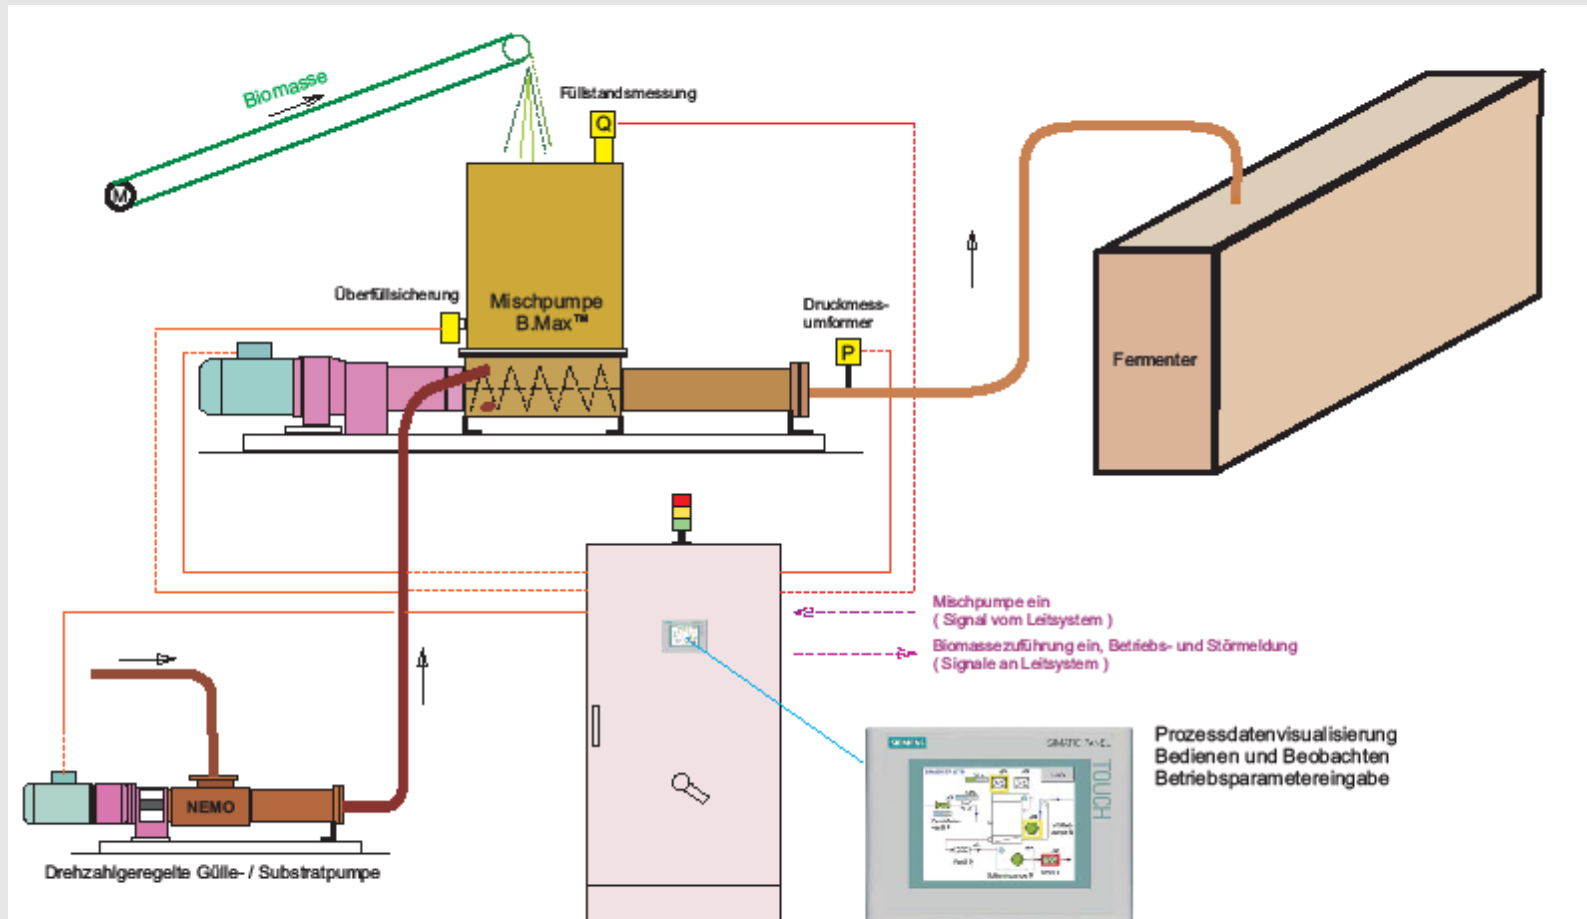 Biomasse
M
Füllstandsmessung
Q
Überfüllsicherung
Mischpumpe
B.Max™
Druckmess-
umformer
P
Fermenter
Mischpumpe ein
( Signal vom Leitsystem )
Biomassezuführung ein, Betriebs- und Störmeldung
( Signale an Leitsystem )
NEMO
Drehzahlgeregelte Gülle- / Substratpumpe
SIEMENS
SIMATIC PANEL
TOUCH
Prozessdatenvisualisierung
Bedienen und Beobachten
Betriebsparametereingabe